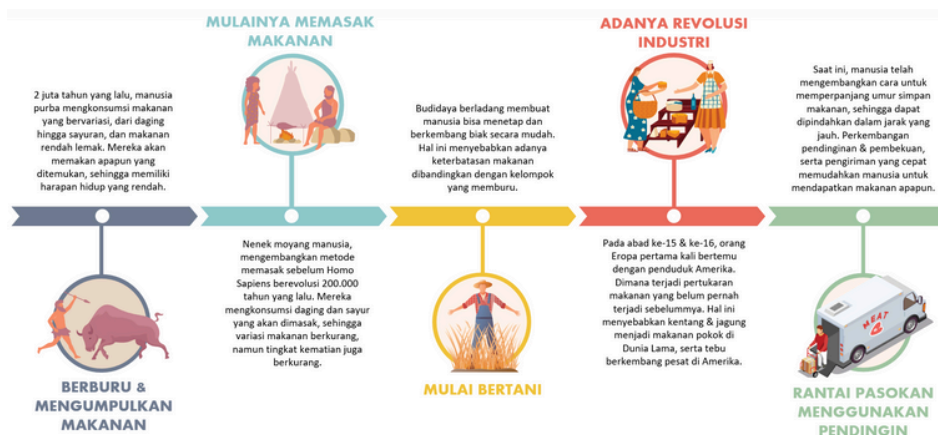 2 juta tahun yang lalu, manusia
purba mengkonsumsi makanan
yang bervariasi, dari daging
hingga sayuran, dan makanan
rendah lemak. Mereka akan
memakan apapun yang
ditemukan, sehingga memiliki
harapan hidup yang rendah.
BERBURU &
MENGUMPULKAN
MAKANAN
MULAINYA MEMASAK
MAKANAN
Nenek moyang manusia,
mengembangkan metode
memasak sebelum Homo
Sapiens berevolusi 200.000
tahun yang lalu. Mereka
mengkonsumsi daging dan sayur
yang akan dimasak, sehingga
variasi makanan berkurang,
namun tingkat kematian juga
berkurang.
Budidaya berladang membuat
manusia bisa menetap dan
berkembang biak secara mudah.
Hal ini menyebabkan adanya
keterbatasan makanan
dibandingkan dengan kelompok
yang memburu.
MULAI BERTANI
ADANYA REVOLUSI
INDUSTRI
Pada abad ke-15 & ke-16, orang
Eropa pertama kali bertemu
dengan penduduk Amerika.
Dimana terjadi pertukaran
makanan yang belum pernah
terjadi sebelummya. Hal ini
menyebabkan kentang & jagung
menjadi makanan pokok di
Dunia Lama, serta tebu
berkembang pesat di Amerika.
Saat ini, manusia telah
mengembangkan cara untuk
memperpanjang umur simpan
makanan, sehingga dapat
dipindahkan dalam jarak yang
jauh. Perkembangan
pendinginan & pembekuan,
serta pengiriman yang cepat
memudahkan manusia untuk
mendapatkan makanan apapun.
MEAT
RANTAI PASOKAN
MENGGUNAKAN
PENDINGIN